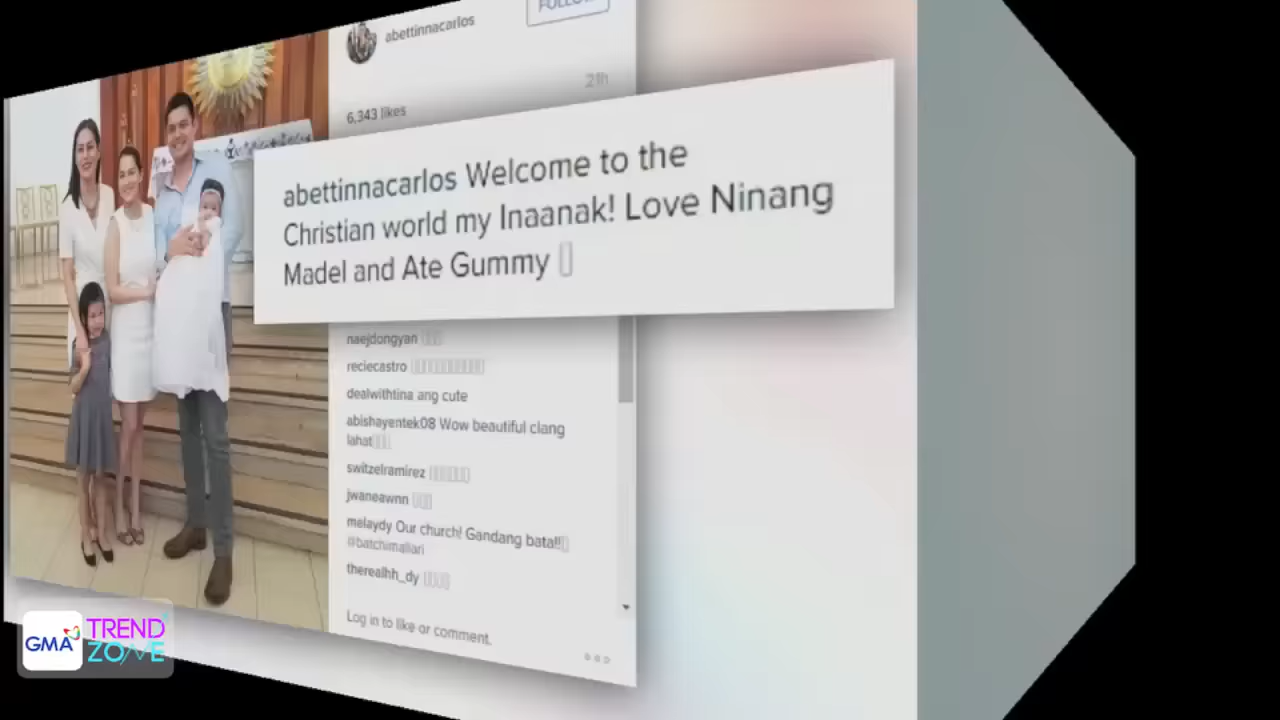 FOLLOW
abettinnacarlos
21h
6,343 likes
abettinnacarlos Welcome to the
Christian world my Inaanak! Love Ninang
Madel and Ate Gummy
naejdongyan
reciecastro
dealwithtina ang cute
abishayentek08 Wow beautiful clang
lahat
switzelramirez
jwaneawnn
malaydy Our church! Gandang bata!!
@batchimallari
therealhh_dy
Log in to like or comment.
GMA
TREND
ZONE